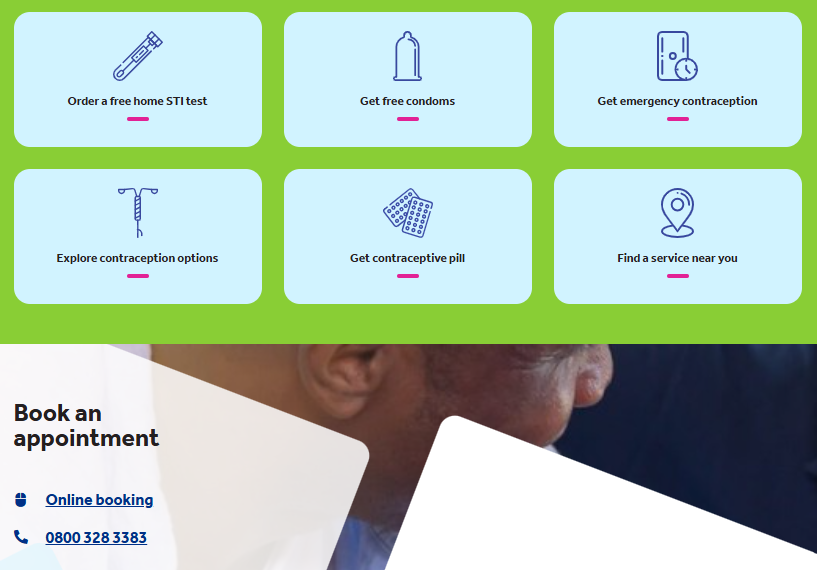 Order a free home STI test
Get free condoms
Get emergency contraception
Explore contraception options
Get contraceptive pill
Find a service near you
Book an
appointment
Online booking
0800 328 3383